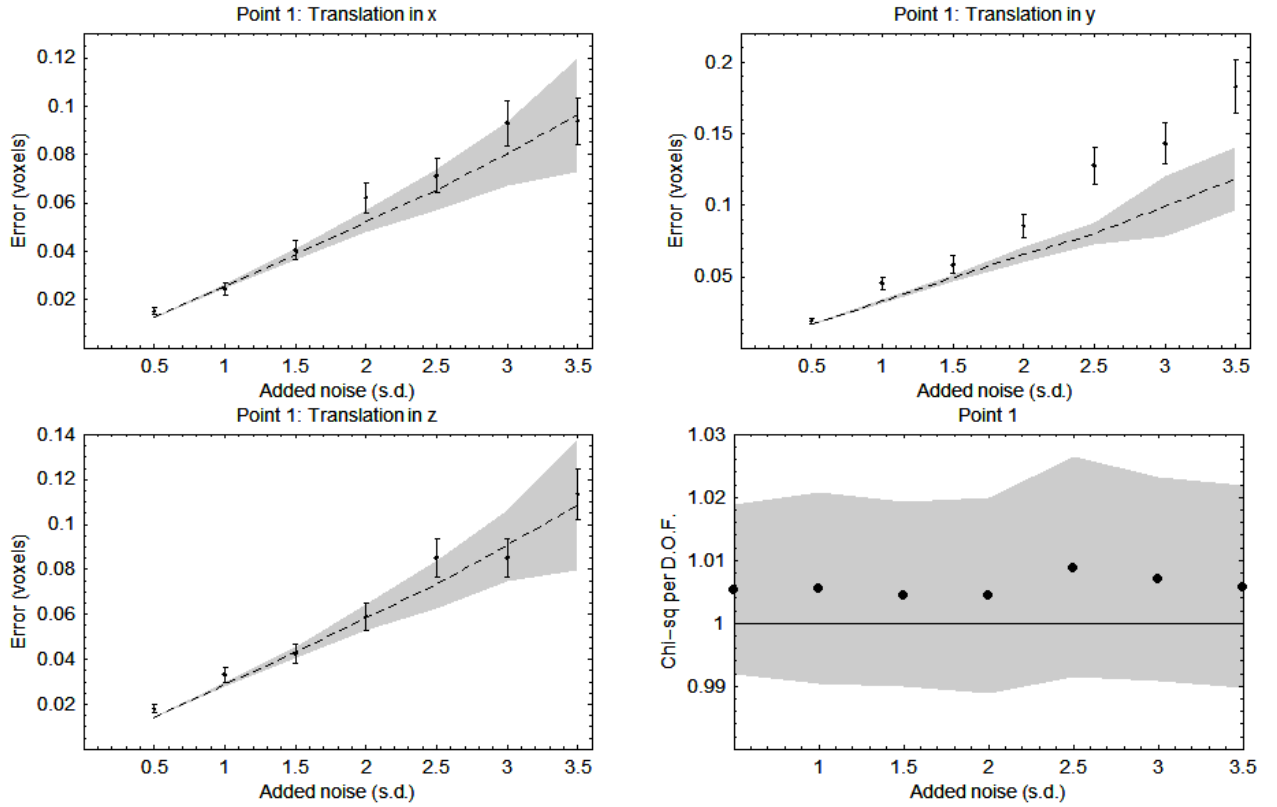 Point 1: Translation in x
Error (voxels)
0.12
0.1
0.08
0.06
0.04
0.02
0.5 1 1.5 2 2.5 3 3.5
Added noise (s.d.)
Point 1: Translation in y
Error (voxels)
0.2
0.15
0.1
0.05
0.5 1 1.5 2 2.5 3 3.5
Added noise (s.d.)
Point 1: Translation in z
Error (voxels)
0.14
0.12
0.1
0.08
0.06
0.04
0.02
0.5 1 1.5 2 2.5 3 3.5
Added noise (s.d.)
Point 1
Chi-sq per D.O.F.
1.03
1.02
1.01
1
0.99
1 1.5 2 2.5 3 3.5
Added noise (s.d.)